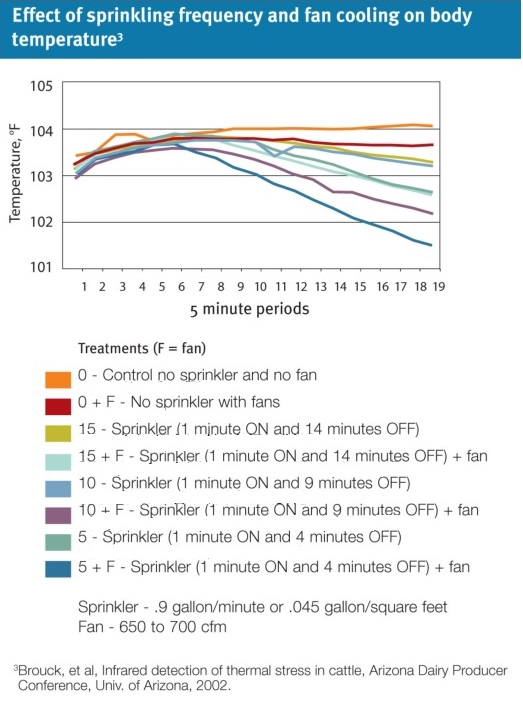 Effect of sprinkling frequency and fan cooling on body
temperature³
105
104
103
102
101
Temperature, °F
1 2 3 4 5 6 7 8 9 10 11 12 13 14 15 16 17 18 19
5 minute periods
Treatments (F = fan)
0 - Control no sprinkler and no fan
0 + F - No sprinkler with fans
15 - Sprinkler (1 minute ON and 14 minutes OFF)
15 + F - Sprinkler (1 minute ON and 14 minutes OFF) + fan
10 - Sprinkler (1 minute ON and 9 minutes OFF)
10 + F - Sprinkler (1 minute ON and 9 minutes OFF) + fan
5 - Sprinkler (1 minute ON and 4 minutes OFF)
5 + F - Sprinkler (1 minute ON and 4 minutes OFF) + fan
Sprinkler - .9 gallon/minute or .045 gallon/square feet
Fan - 650 to 700 cfm
³Brouck, et al, Infrared detection of thermal stress in cattle, Arizona Dairy Producer
Conference, Univ. of Arizona, 2002.